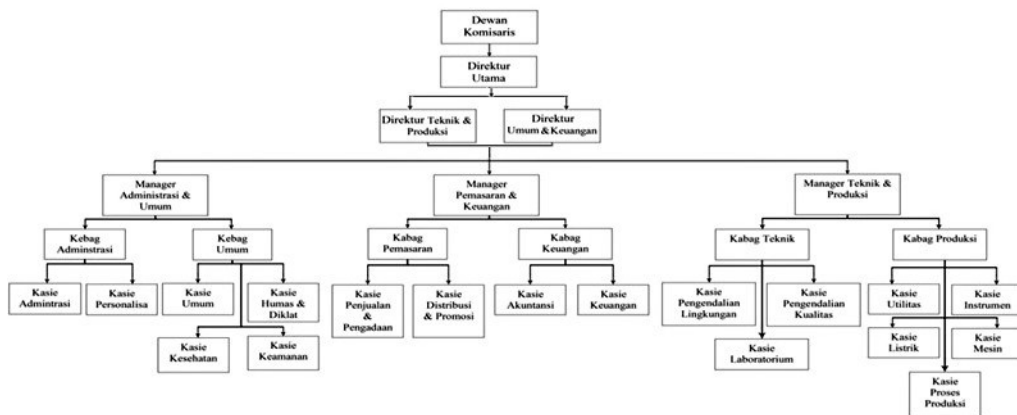 Dewan
Komisaris
Direktur
Utama
Direktur Teknik &
Produksi
Direktur
Umum & Keuangan
Manager
Administrasi &
Umum
Manager
Pemasaran &
Keuangan
Manager Teknik &
Produksi
Kebag
Adminstrasi
Kebag
Umum
Kabag
Pemasaran
Kabag
Keuangan
Kabag Teknik
Kabag Produksi
Kasie
Admintrasi
Kasie
Personalisa
Kasie
Umum
Kasie
Humas &
Diklat
Kasie
Penjualan
&
Pengadaan
Kasie
Distribusi
& Promosi
Kasie
Akuntansi
Kasie
Keuangan
Kasie
Pengendalian
Lingkungan
Kasie
Pengendalian
Kualitas
Kasie
Utilitas
Kasie
Instrumen
Kasie
Kesehatan
Kasie
Keamanan
Kasie
Laboratorium
Kasie
Listrik
Kasie
Mesin
Kasie
Proses
Produksi